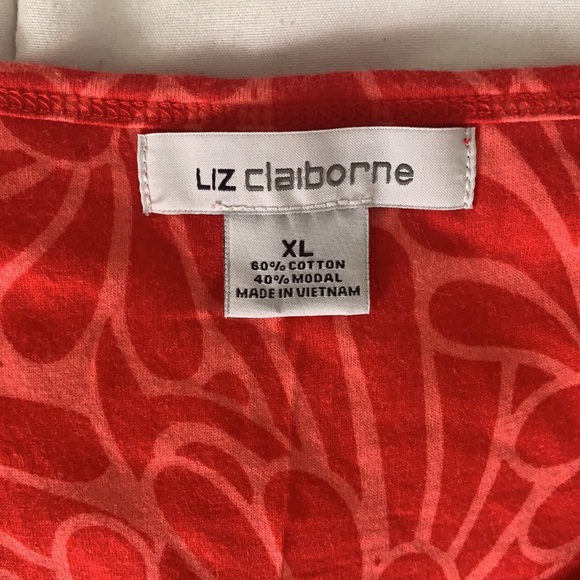 LIZ claiborne
XL
60% COTTON
40% MODAL
MADE IN VIETNAM